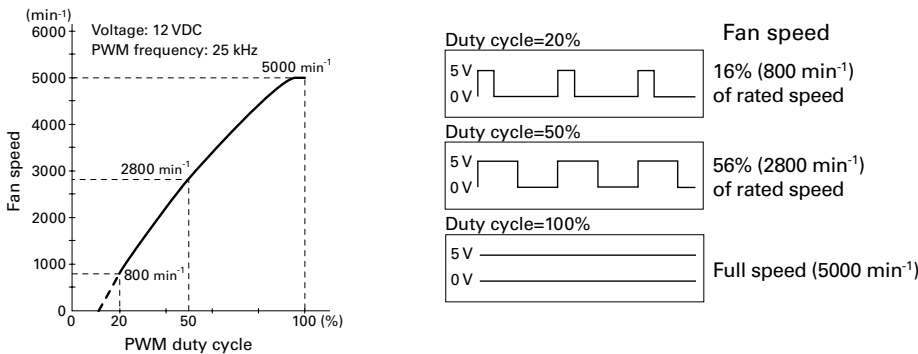 (min⁻¹)
6000
5000
4000
3000
2000
1000
0
Fan speed
Voltage: 12 VDC
PWM frequency: 25 kHz
5000 min⁻¹
2800 min⁻¹
800 min⁻¹
0
20
50
100 (%)
PWM duty cycle
Fan speed
Duty cycle=20%
5 V
0 V
16% (800 min⁻¹)
of rated speed
Duty cycle=50%
5 V
0 V
56% (2800 min⁻¹)
of rated speed
Duty cycle=100%
5 V
0 V
Full speed (5000 min⁻¹)